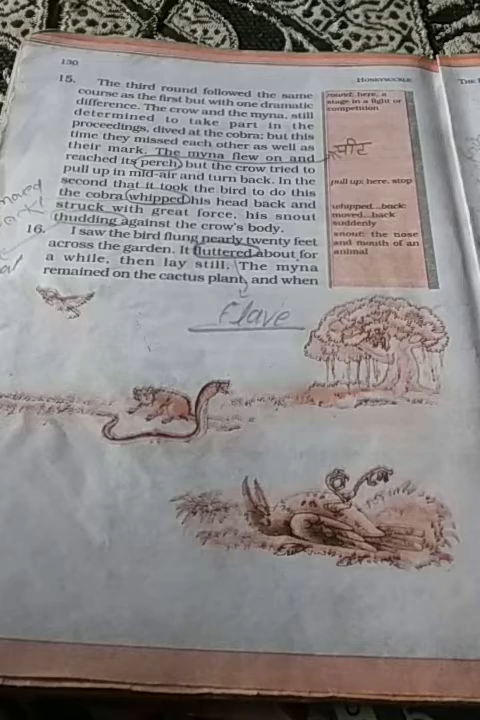 130
HONEYSUCKLE
15. The third round followed the same
course as the first but with one dramatic
difference. The crow and the myna, still
determined to take part in the
proceedings, dived at the cobra; but this
time they missed each other as well as
their mark. The myna flew on and
reached its perch, but the crow tried to
pull up in mid-air and turn back. In the
second that it took the bird to do this
the cobra whipped his head back and
struck with great force, his snout
thudding against the crow's body.
16. I saw the bird flung nearly twenty feet
across the garden. It fluttered about for
a while, then lay still. The myna
remained on the cactus plant, and when
round: here, a
stage in a fight or
competition
pull up: here, stop
whipped...back:
moved...back
suddenly
snout: the nose
and mouth of an
animal
moved
THE